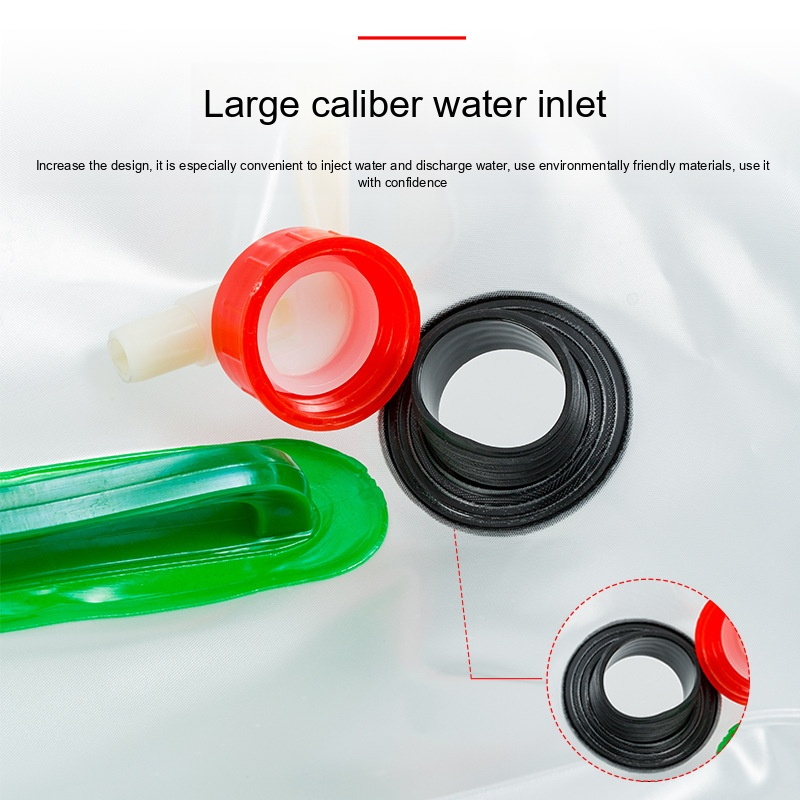 Large caliber water inlet
Increase the design, it is especially convenient to inject water and discharge water, use environmentally friendly materials, use it
with confidence